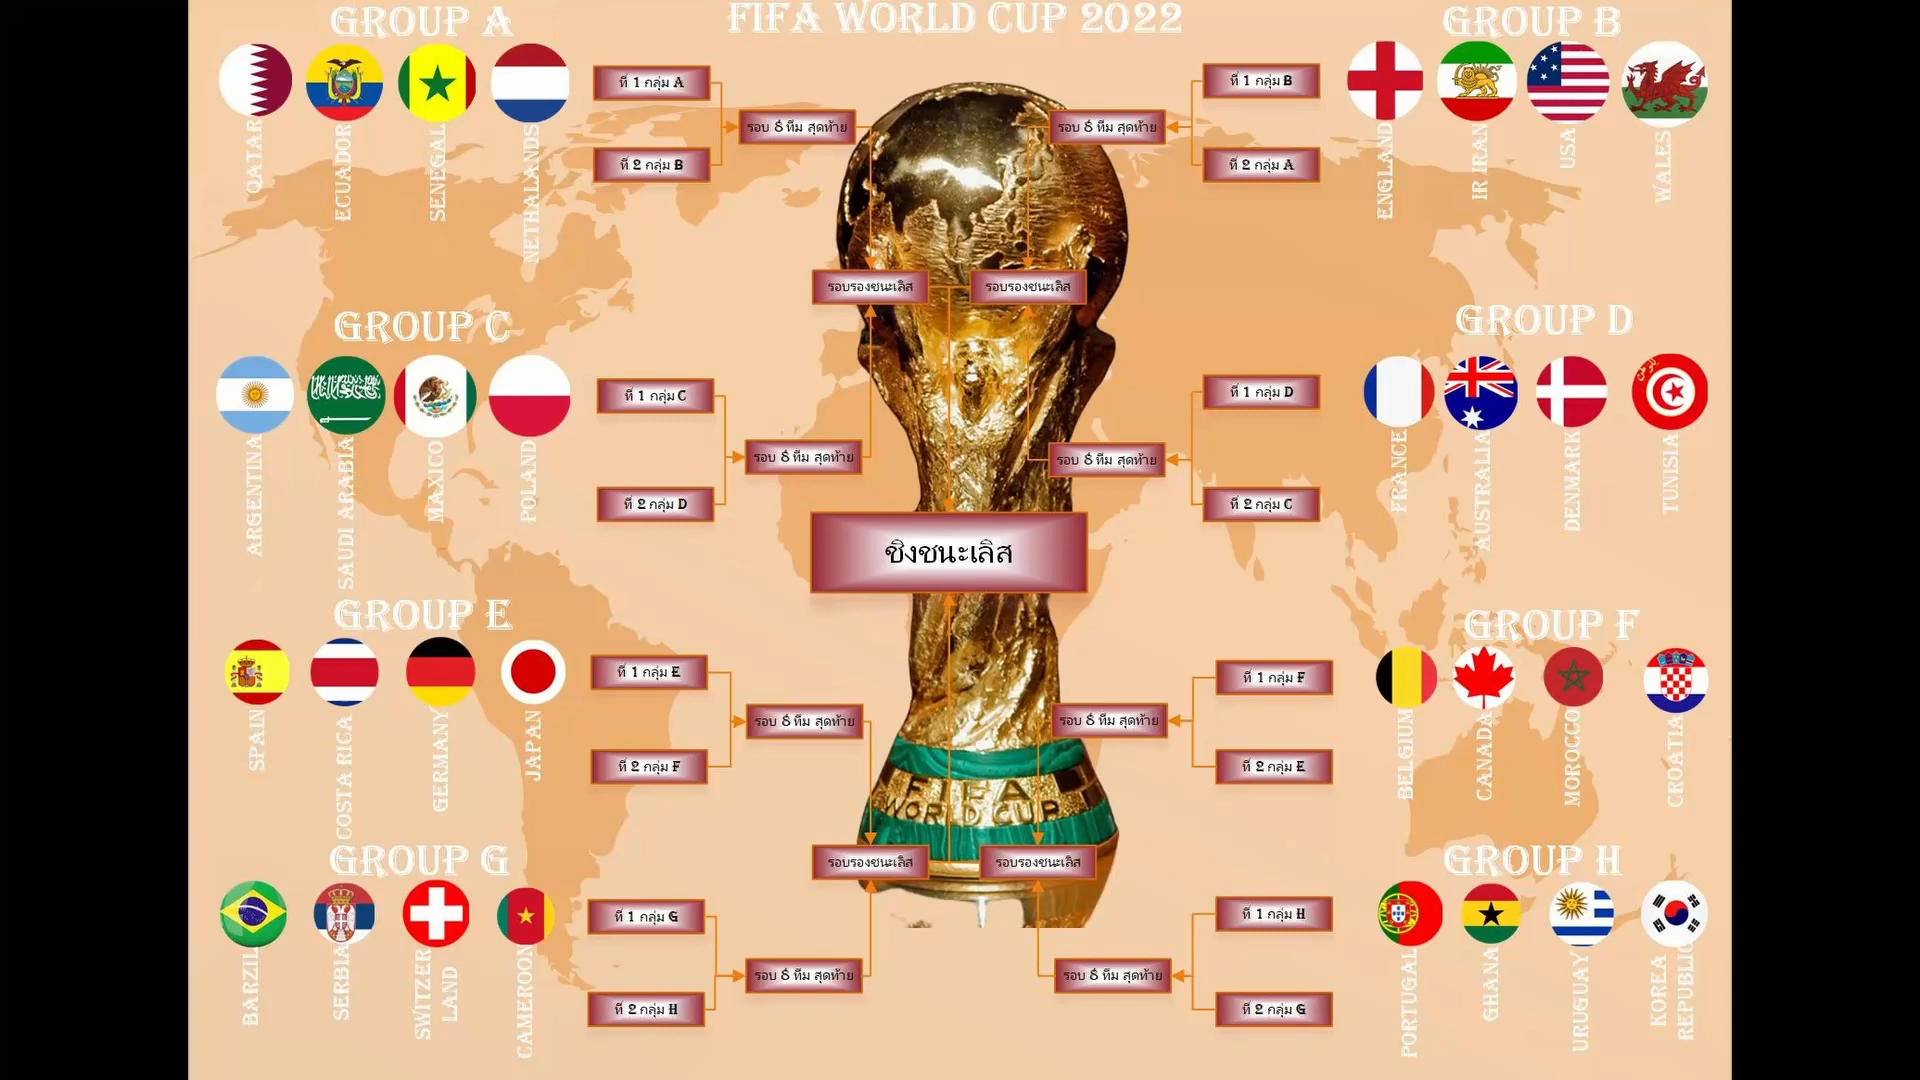 FIFA WORLD CUP 2022
GROUP A
QATAR
ECUADOR
SENEGAL
NETHALANDS
ที่ 1 กลุ่ม A
ที่ 2 กลุ่ม B
รอบ 8 ทีม สุดท้าย
GROUP B
ENGLAND
IR IRAN
USA
WALES
ที่ 1 กลุ่ม B
ที่ 2 กลุ่ม A
รอบ 8 ทีม สุดท้าย
รอบรองชนะเลิส
รอบรองชนะเลิส
GROUP C
ARGENTINA
SAUDI ARABIA
MAXICO
POLAND
ที่ 1 กลุ่ม C
ที่ 2 กลุ่ม D
รอบ 8 ทีม สุดท้าย
GROUP D
FRANCE
AUSTRALIA
DENMARK
TUNISIA
ที่ 1 กลุ่ม D
ที่ 2 กลุ่ม C
รอบ 8 ทีม สุดท้าย
ชิงชนะเลิส
GROUP E
SPAIN
COSTA RICA
GERMANY
JAPAN
ที่ 1 กลุ่ม E
ที่ 2 กลุ่ม F
รอบ 8 ทีม สุดท้าย
GROUP F
BELGIUM
CANADA
MOROCCO
CROATIA
ที่ 1 กลุ่ม F
ที่ 2 กลุ่ม E
รอบ 8 ทีม สุดท้าย
FIFA
WORLD CUP
รอบรองชนะเลิส
รอบรองชนะเลิส
GROUP G
BARZIL
SERBIA
SWITZER
LAND
CAMEROON
ที่ 1 กลุ่ม G
ที่ 2 กลุ่ม H
รอบ 8 ทีม สุดท้าย
GROUP H
PORTUGAL
GHANA
URUGUAY
KOREA
REPUBLIC
ที่ 1 กลุ่ม H
ที่ 2 กลุ่ม G
รอบ 8 ทีม สุดท้าย